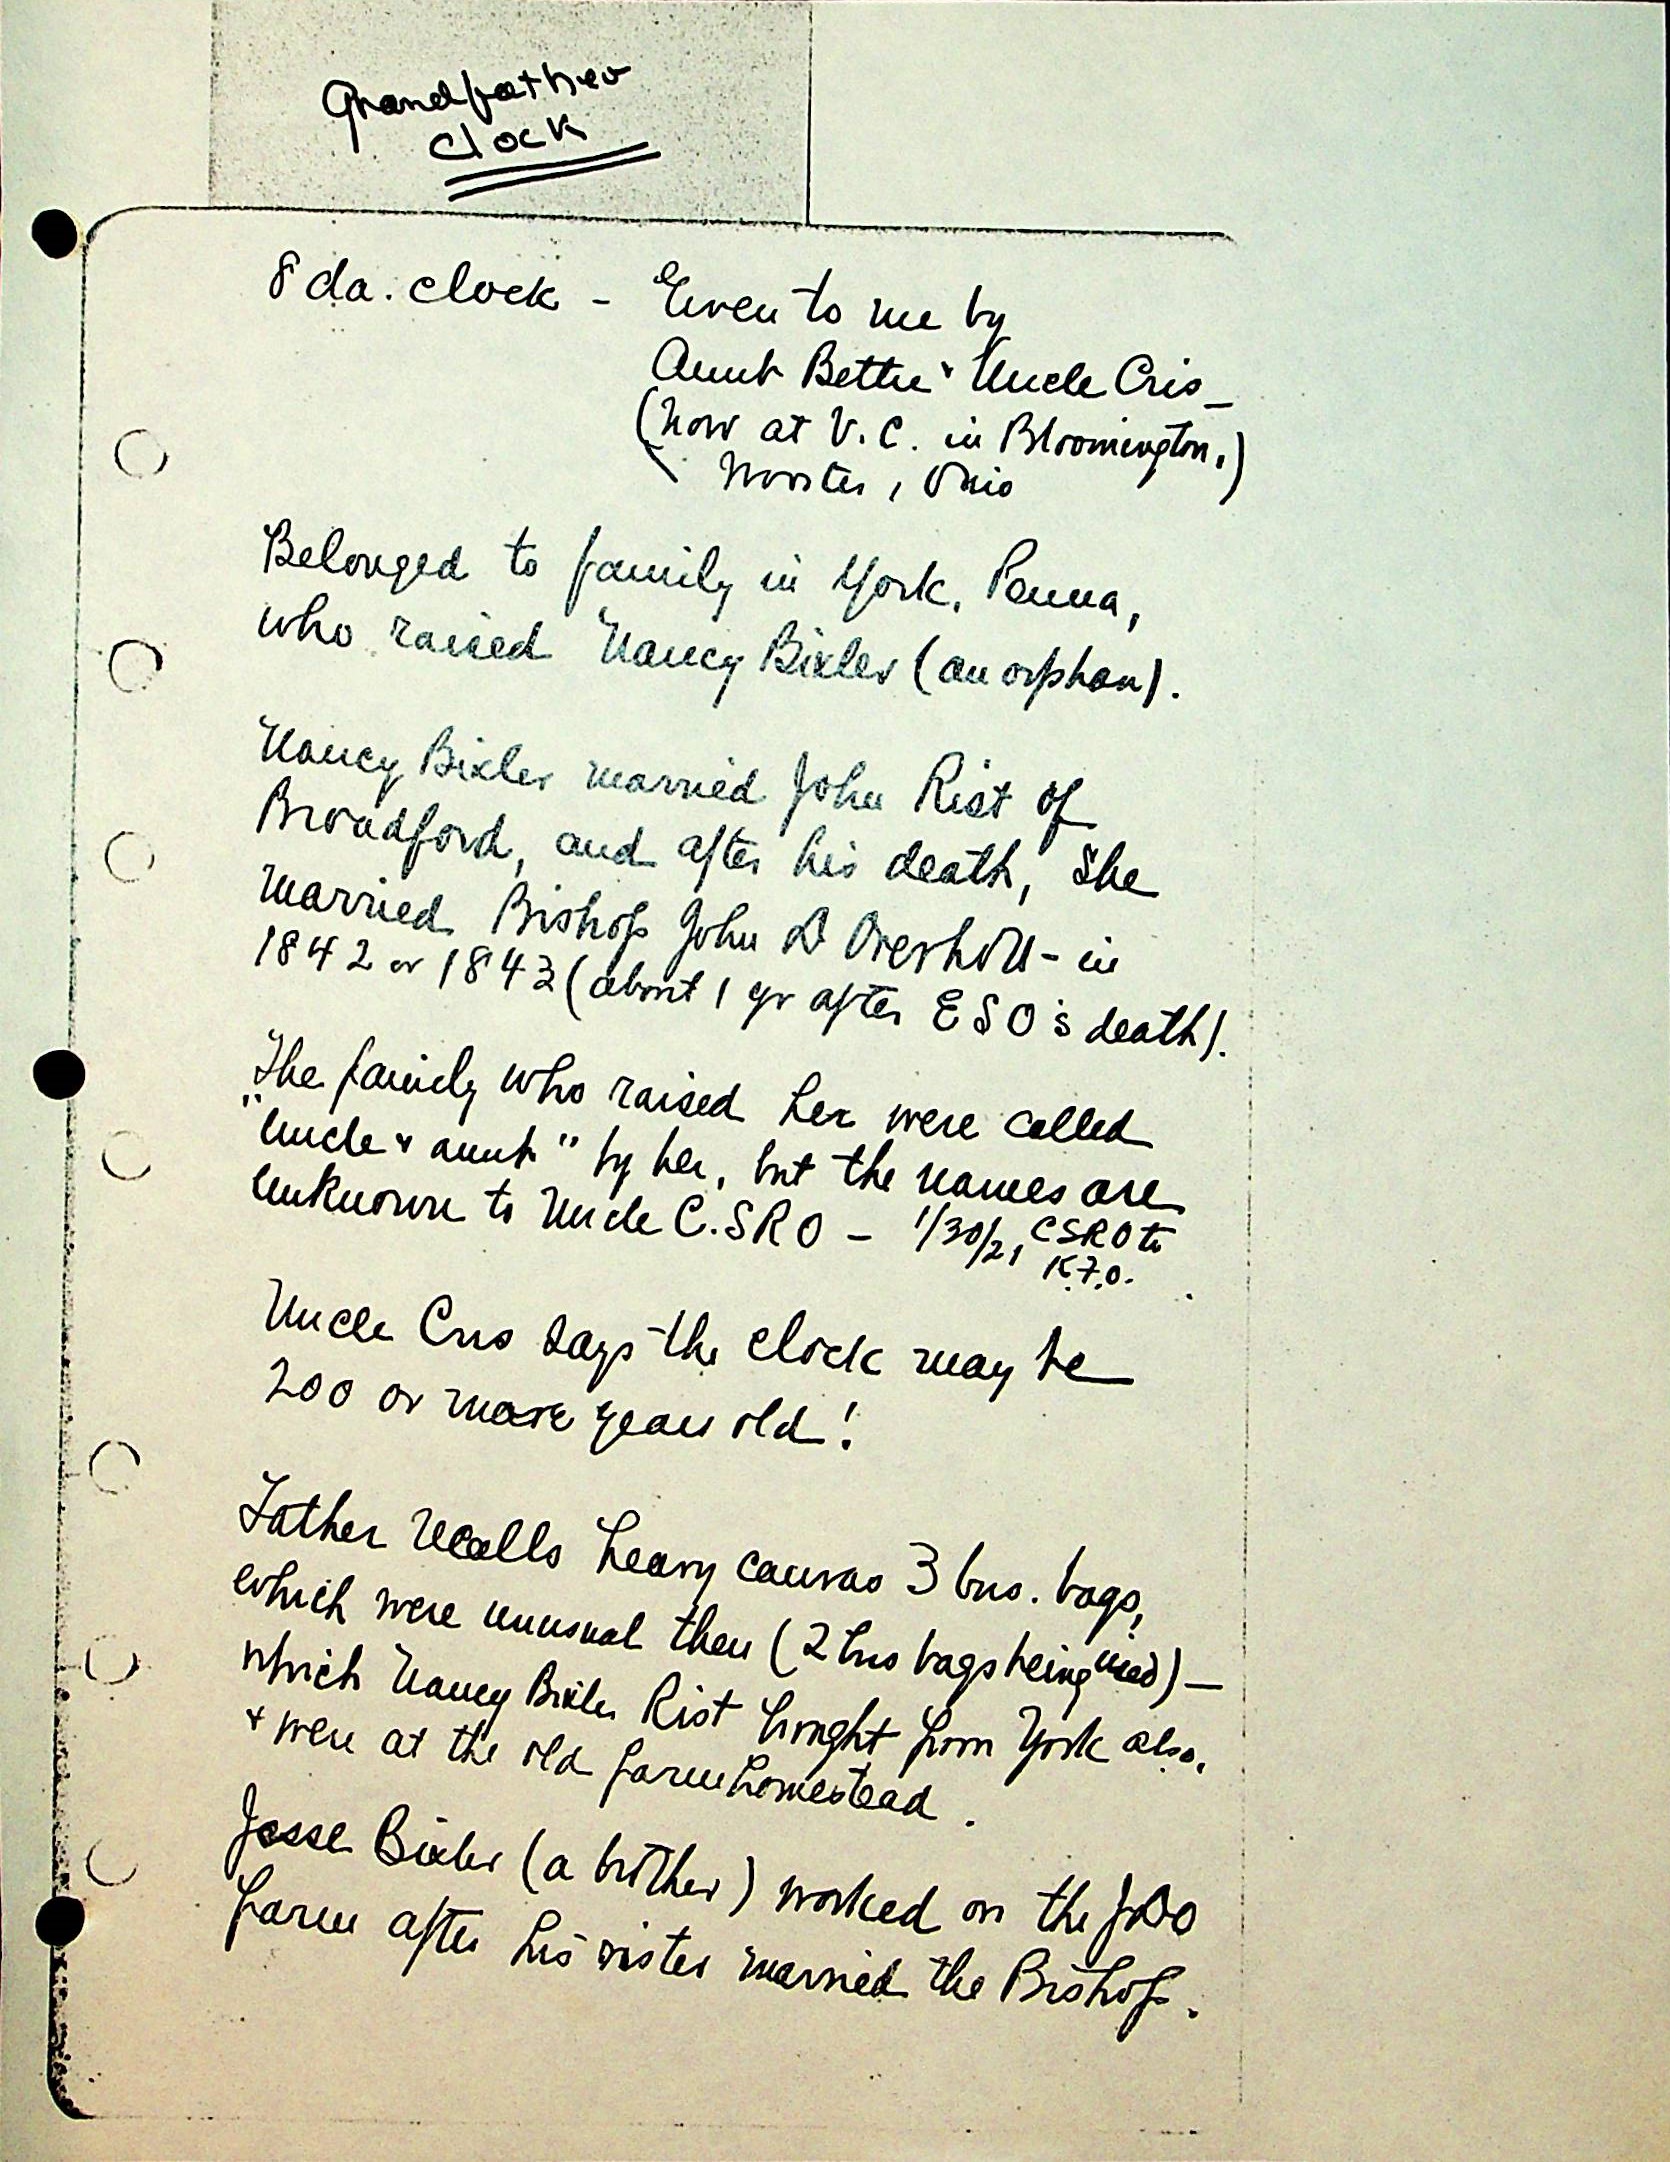 Grandfather
Clock
8 da. clock - Given to me by
Aunt Bettie & Uncle Cris -
(now at V. C. in Bloomington,)
Wooster, Ohio
Belonged to family in York, Penna,
who raised Nancy Bixler (an orphan).
Nancy Bixler married John Rist of
Broadford, and after his death, she
married Bishop John D Overholt - in
1842 or 1843 (about 1 yr after ESO's death).
The family who raised her were called
"Uncle & aunt" by her, but the names are
unknown to Uncle C.SRO - 1/30/21, CSRO to
K.F.O.
Uncle Cris says the clock may be
200 or more years old!
Father recalls heavy canvas 3 bus. bags,
which were unusual then (2 bus bags being used) -
which Nancy Bixler Rist brought from York also,
& were at the old farm homestead.
Jesse Bixler (a brother) worked on the JDO
farm after his sister married the Bishop.